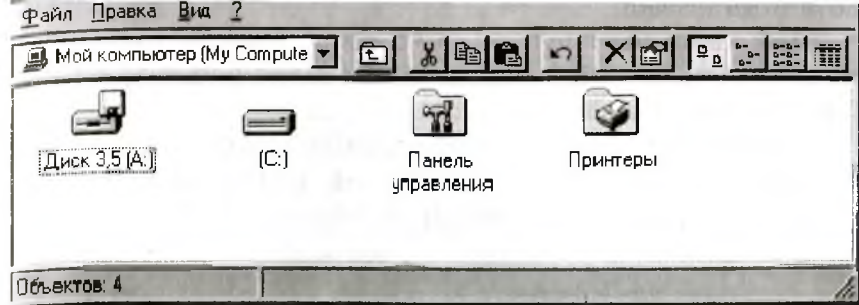 Файл Правка Вид ?
Мой компьютер (My Compute
Диск 3,5 (A:) (C:) Панель управления Принтеры
Объектов: 4